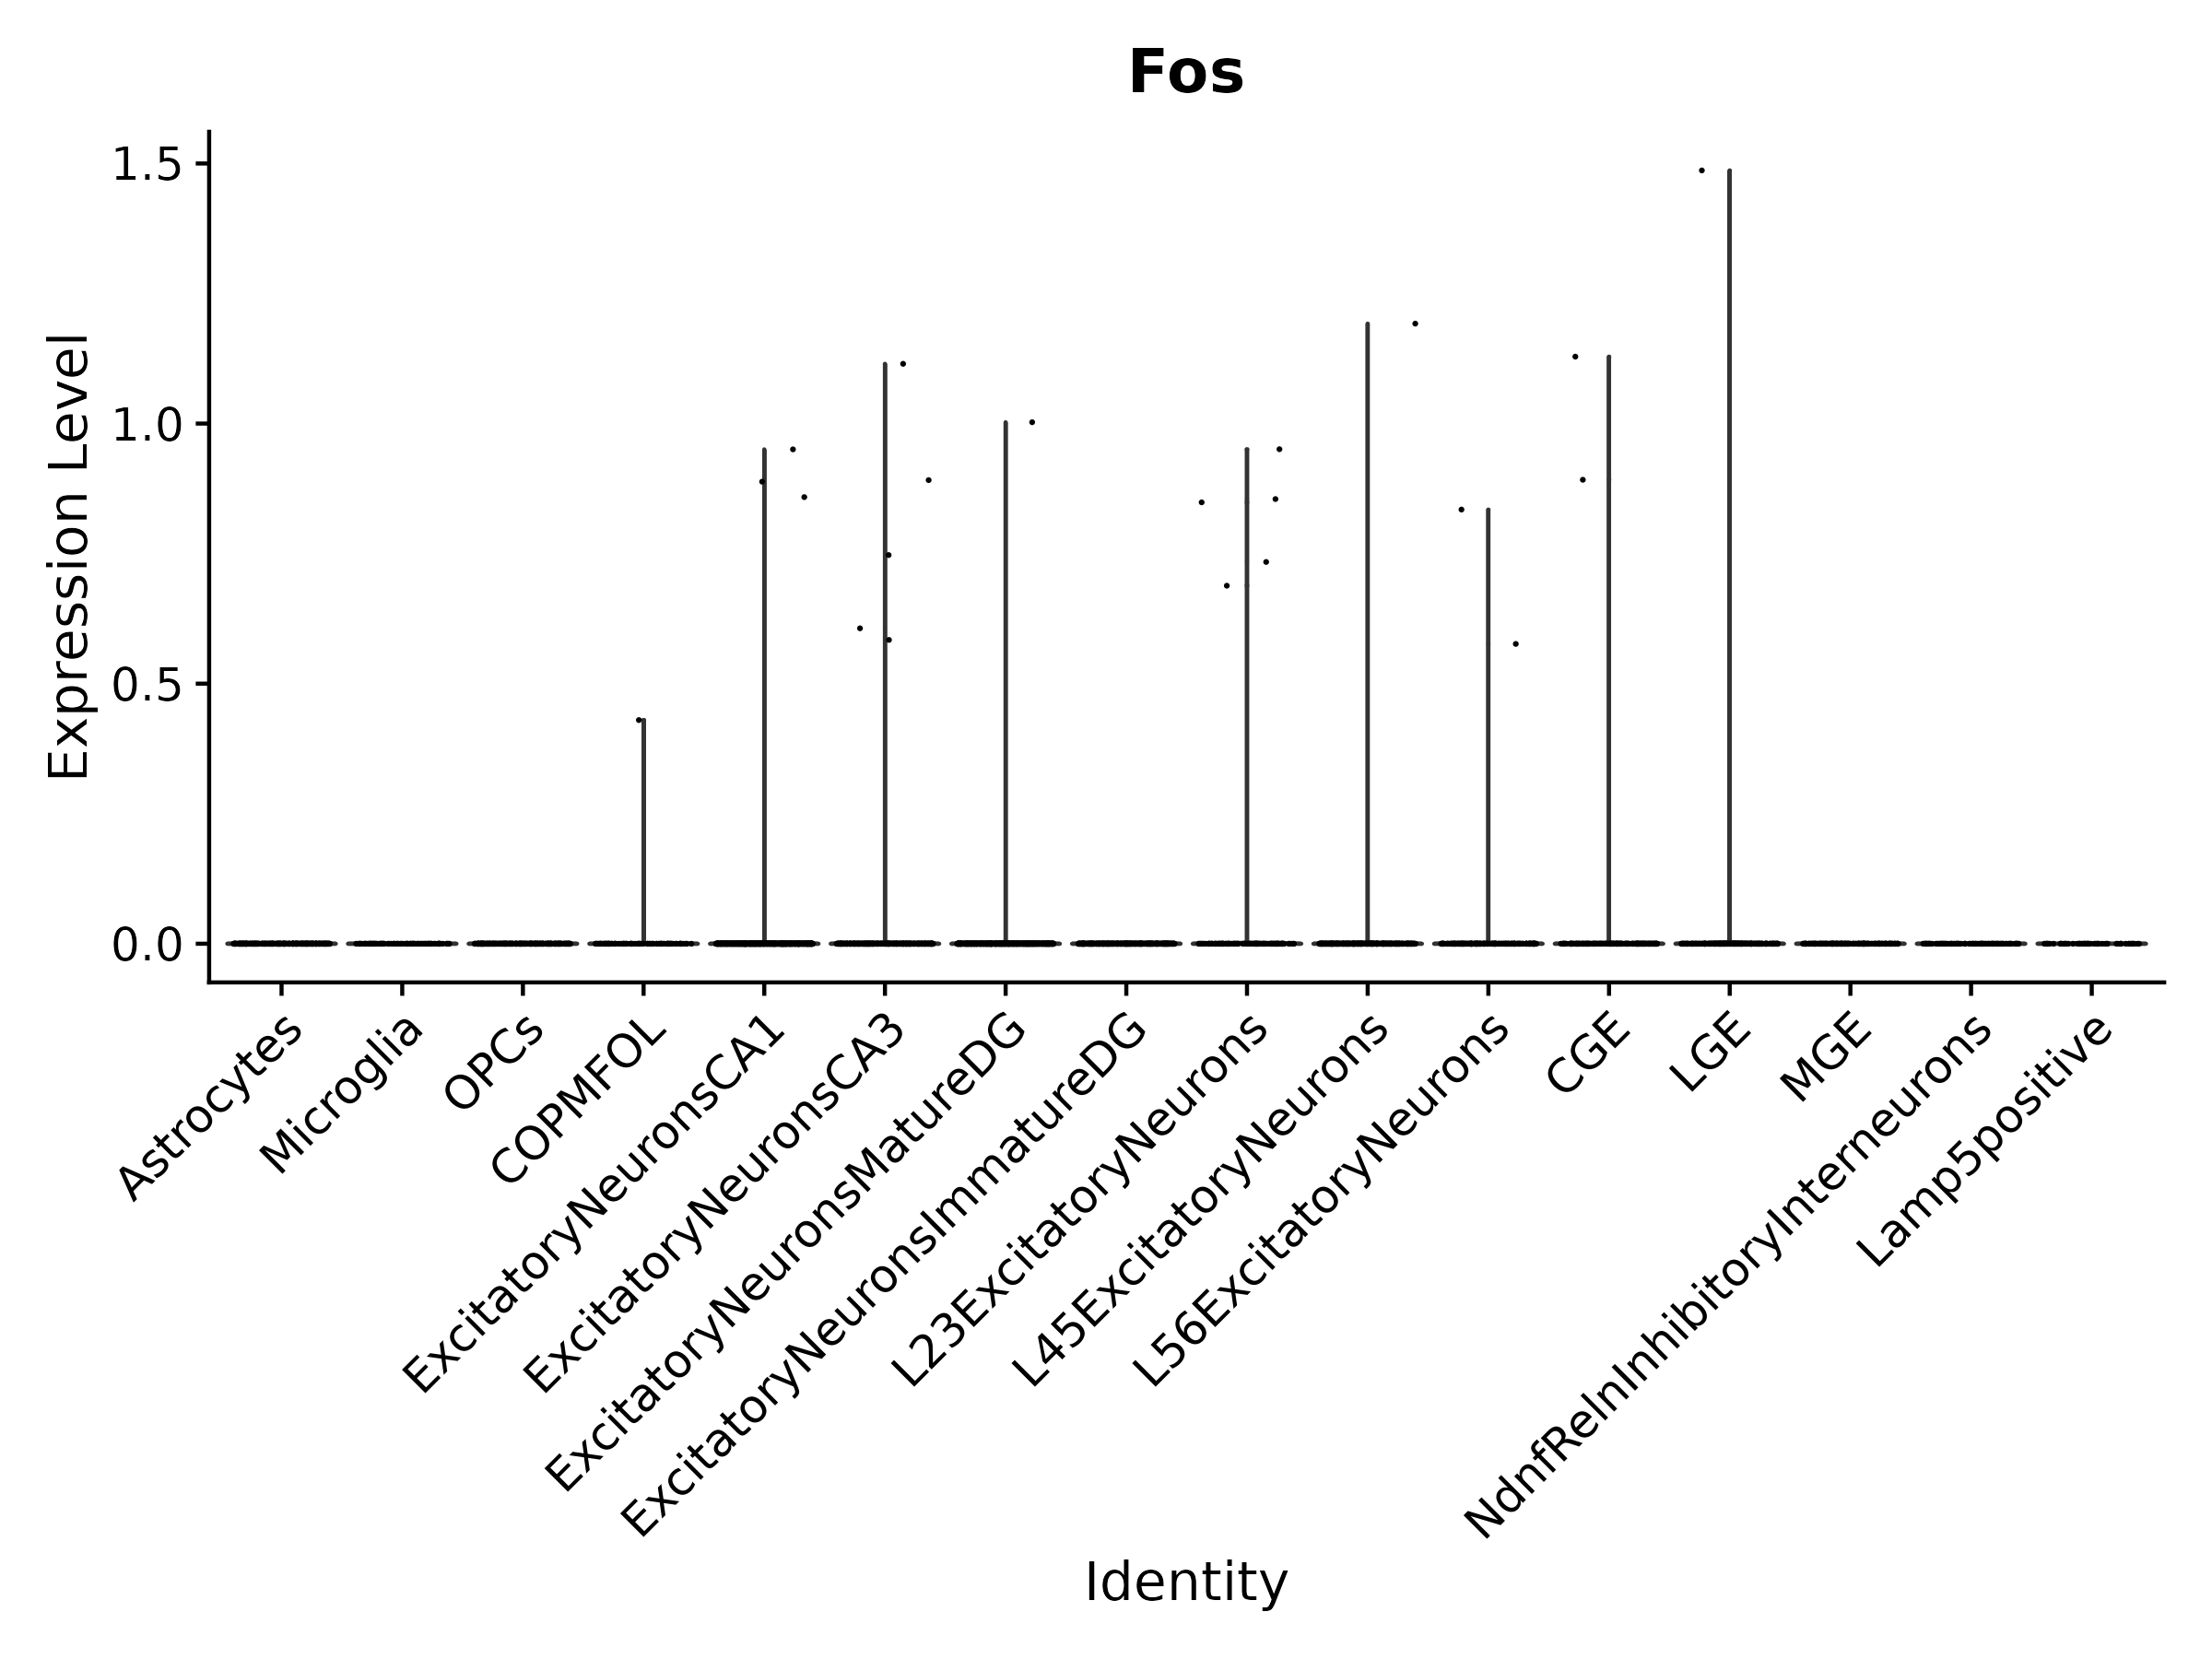 Fos
Expression Level
1.5
1.0
0.5
0.0
Astrocytes
Microglia
OPCs
COPMFOL
ExcitatoryNeuronsCA1
ExcitatoryNeuronsCA3
ExcitatoryNeuronsMatureDG
ExcitatoryNeuronsImmatureDG
L23ExcitatoryNeurons
L45ExcitatoryNeurons
L56ExcitatoryNeurons
CGE
LGE
MGE
NdnfRelnInhibitoryInterneurons
Lamp5positive
Identity